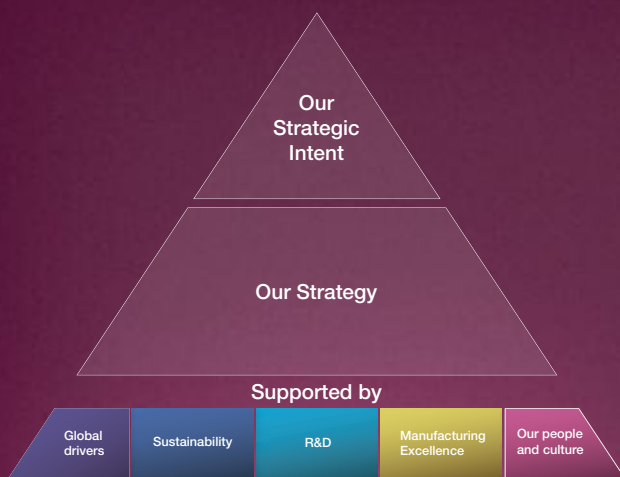 Our
Strategic
Intent
Our Strategy
Supported by
Global
drivers
Sustainability
R&D
Manufacturing
Excellence
Our people
and culture